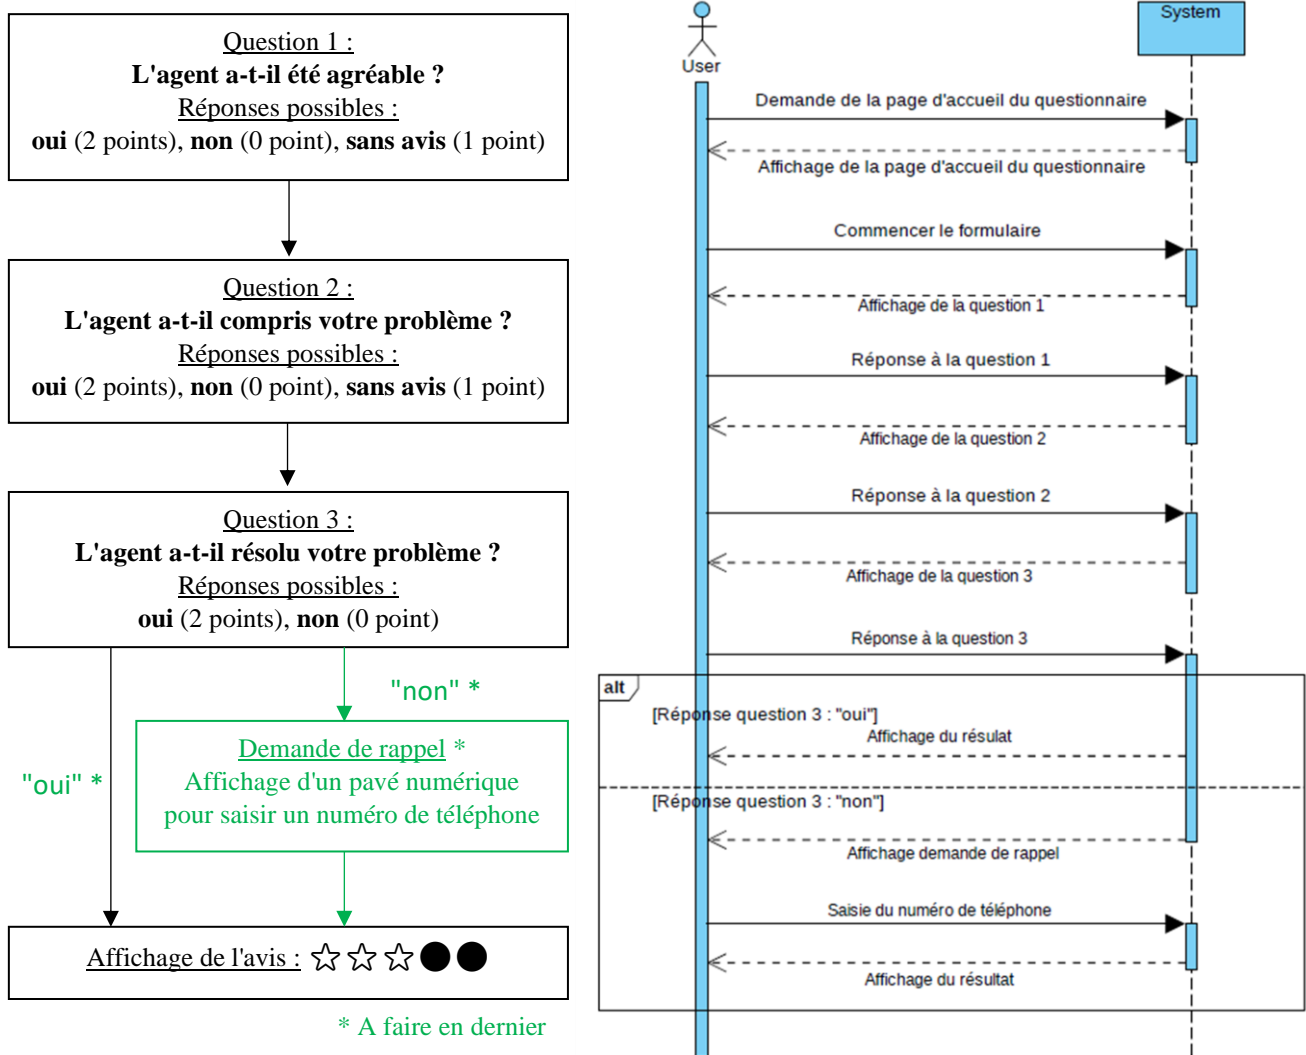 Question 1 :
L'agent a-t-il été agréable ?
Réponses possibles :
oui (2 points), non (0 point), sans avis (1 point)
Question 2 :
L'agent a-t-il compris votre problème ?
Réponses possibles :
oui (2 points), non (0 point), sans avis (1 point)
Question 3 :
L'agent a-t-il résolu votre problème ?
Réponses possibles :
oui (2 points), non (0 point)
"non" *
"oui" *
Demande de rappel *
Affichage d'un pavé numérique
pour saisir un numéro de téléphone
Affichage de l'avis : ☆☆☆●●
* A faire en dernier
User
System
Demande de la page d'accueil du questionnaire
Affichage de la page d'accueil du questionnaire
Commencer le formulaire
Affichage de la question 1
Réponse à la question 1
Affichage de la question 2
Réponse à la question 2
Affichage de la question 3
Réponse à la question 3
alt
[Réponse question 3 : "oui"]
Affichage du résulat
[Réponse question 3 : "non"]
Affichage demande de rappel
Saisie du numéro de téléphone
Affichage du résultat